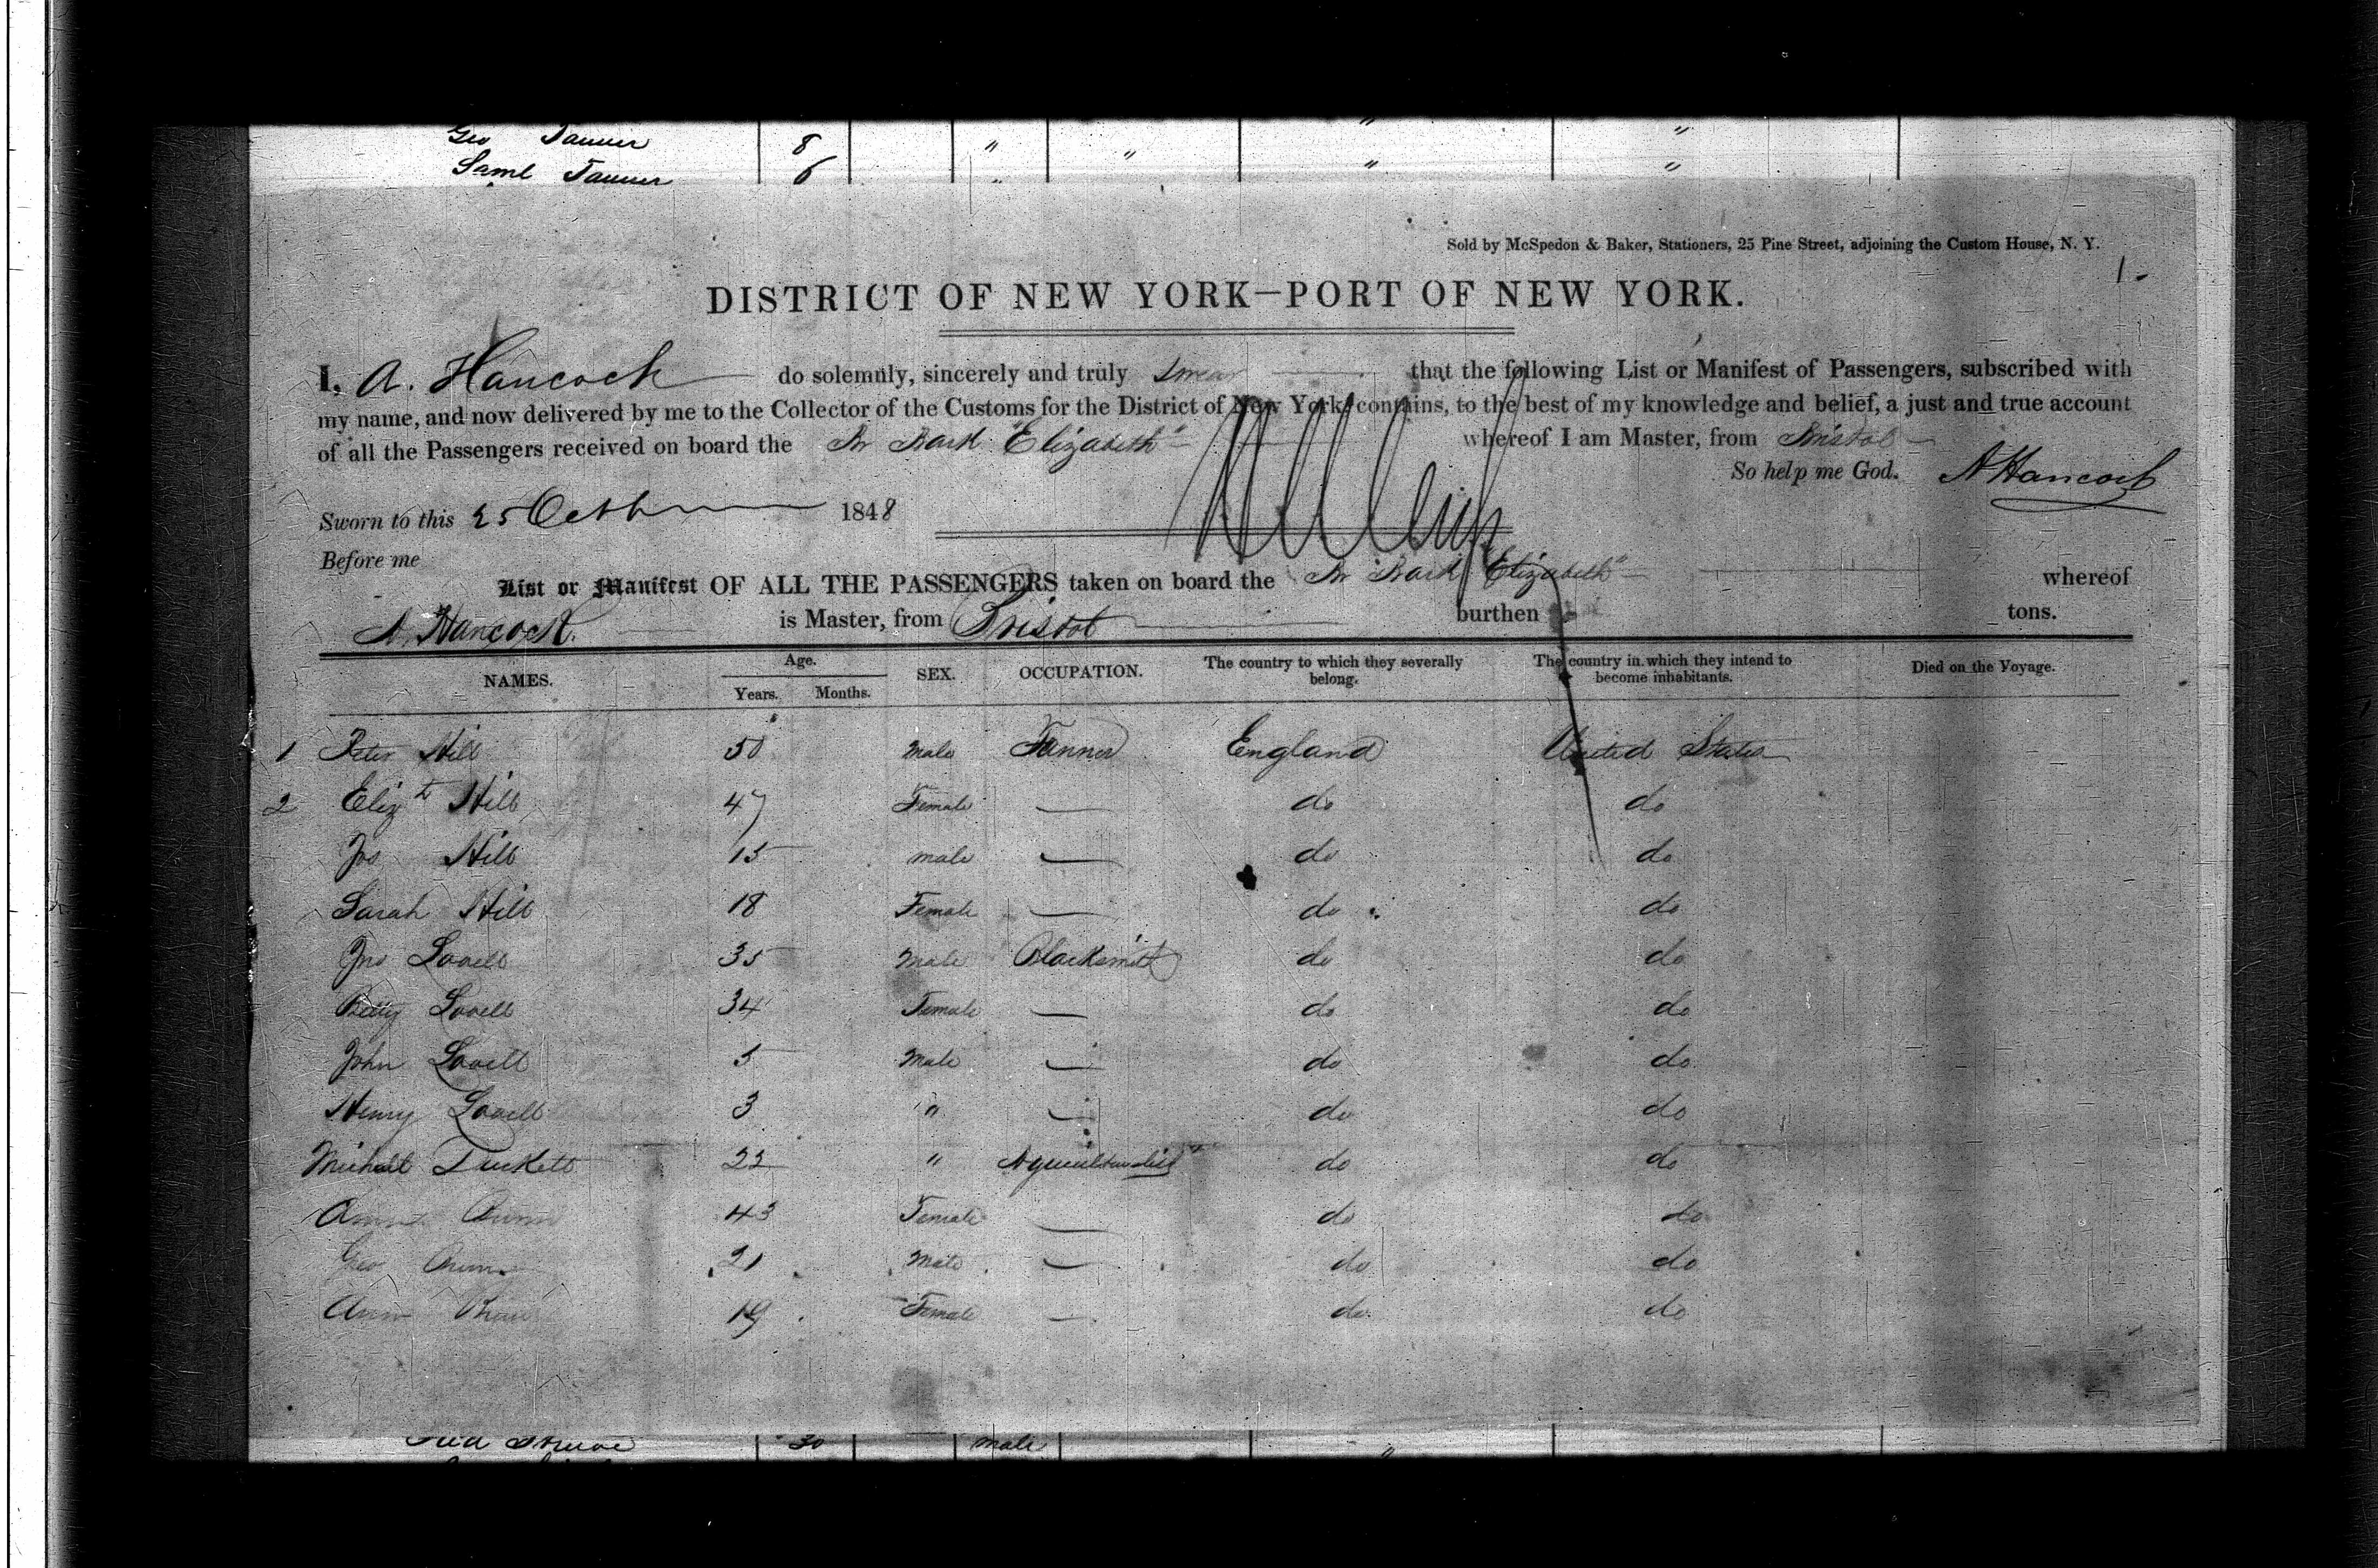 Geo Tanner 8 " " " "
Saml Tanner 6 " " "
Sold by McSpedon & Baker, Stationers, 25 Pine Street, adjoining the Custom House, N. Y.
1-
DISTRICT OF NEW YORK—PORT OF NEW YORK.
I, A. Hancock do solemnly, sincerely and truly swear that the following List or Manifest of Passengers, subscribed with
my name, and now delivered by me to the Collector of the Customs for the District of New York, contains, to the best of my knowledge and belief, a just and true account
of all the Passengers received on board the Br Bark "Elizabeth" whereof I am Master, from Bristol
So help me God. A Hancock
Sworn to this 25 October 1848
Before me
List or Manifest OF ALL THE PASSENGERS taken on board the Br Bark "Elizabeth" whereof
A. Hancock is Master, from Bristol burthen tons.
NAMES. Age. Years. Months. SEX. OCCUPATION. The country to which they severally belong. The country in which they intend to become inhabitants. Died on the Voyage.
1 Peter Hill 50 Male England United States
2 Elizth Hill 47 Female — do do
Jos Hill 15 male — do do
Sarah Hill 18 Female — do do
Jno Lovell 35 Male Blacksmith do do
Betty Lovell 34 Female — do do
John Lovell 5 Male — do do
Henry Lovell 3 " — do do
Michael Duckett 22 " Agriculturalist do do
43 Female — do do
Geo 21 Male — do do
Ann 19 Female — do do
30 male "